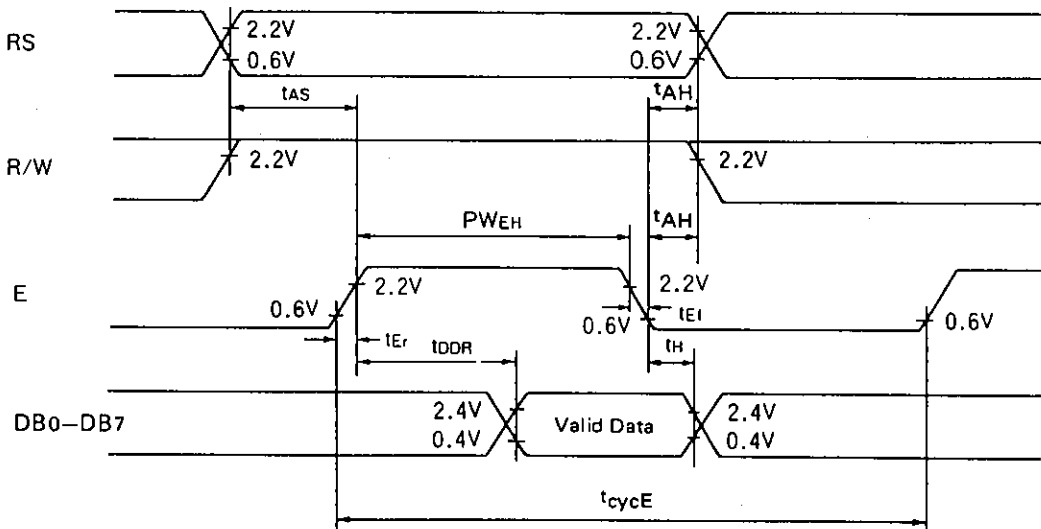 RS
2.2V
0.6V
2.2V
0.6V
tAS
tAH
R/W
2.2V
2.2V
PWEH
tAH
E
0.6V
2.2V
2.2V
0.6V
tEf
0.6V
tEr
tDDR
tH
DB0–DB7
2.4V
0.4V
Valid Data
2.4V
0.4V
tcycE